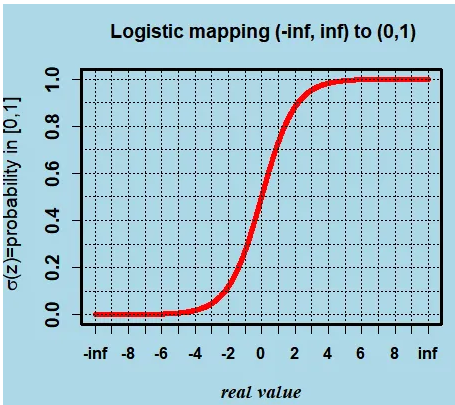 Logistic mapping (-inf, inf) to (0,1)
σ(z)=probability in [0,1]
1.0
0.8
0.6
0.4
0.2
0.0
-inf -8 -6 -4 -2 0 2 4 6 8 inf
real value